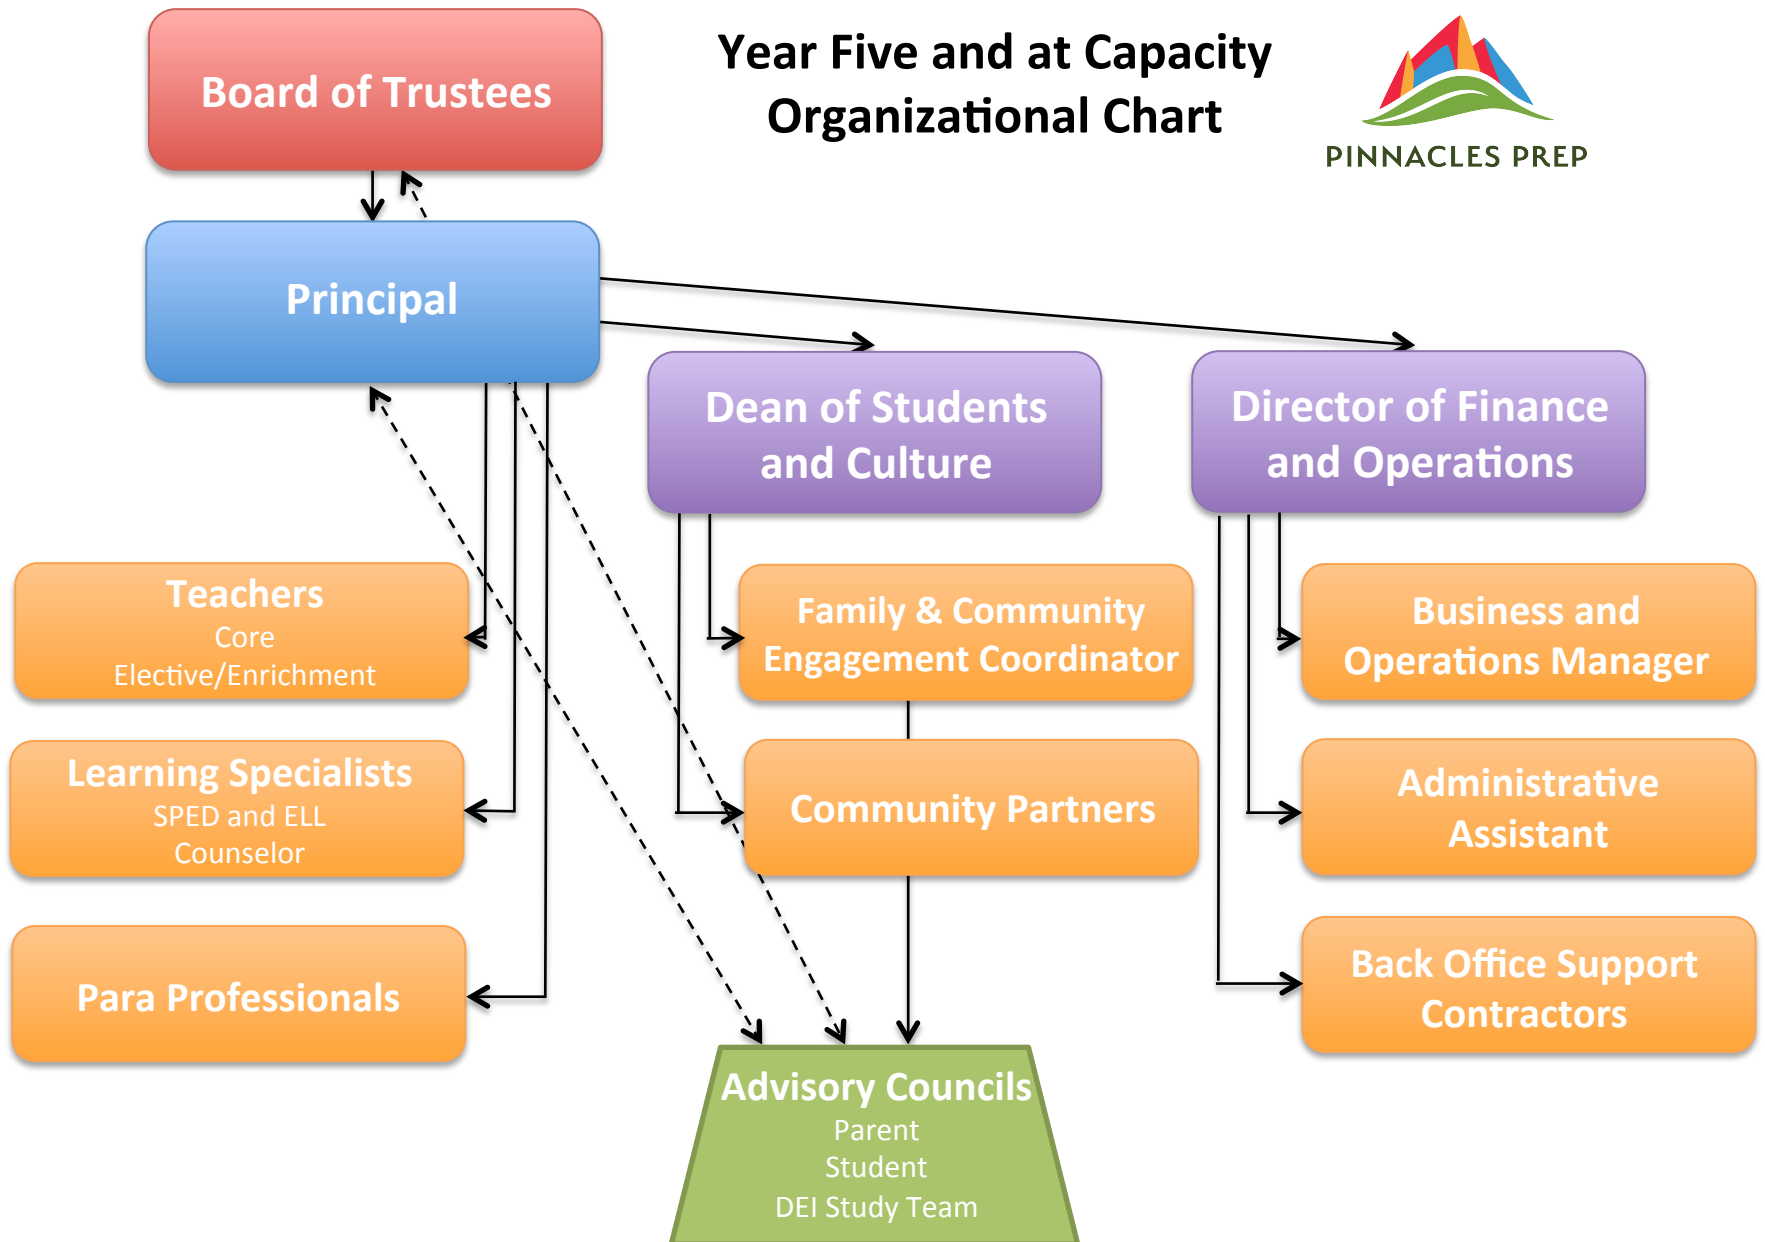 Board of Trustees
Year Five and at Capacity
Organizational Chart
PINNACLES PREP
Principal
Dean of Students
and Culture
Director of Finance
and Operations
Teachers
Core
Elective/Enrichment
Family & Community
Engagement Coordinator
Business and
Operations Manager
Learning Specialists
SPED and ELL
Counselor
Community Partners
Administrative
Assistant
Para Professionals
Back Office Support
Contractors
Advisory Councils
Parent
Student
DEI Study Team